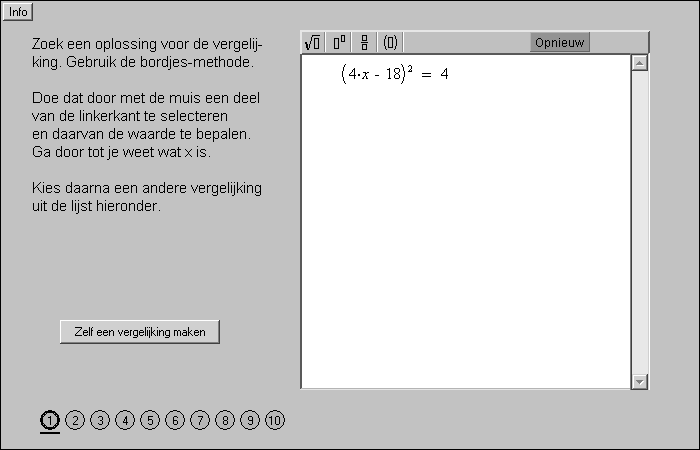 Info
Zoek een oplossing voor de vergelij-
king. Gebruik de bordjes-methode.
Doe dat door met de muis een deel
van de linkerkant te selecteren
en daarvan de waarde te bepalen.
Ga door tot je weet wat x is.
Kies daarna een andere vergelijking
uit de lijst hieronder.
Zelf een vergelijking maken
1 2 3 4 5 6 7 8 9 10
√▯ ▯▯ ▯/▯ (▯) Opnieuw
(4·x - 18)² = 4